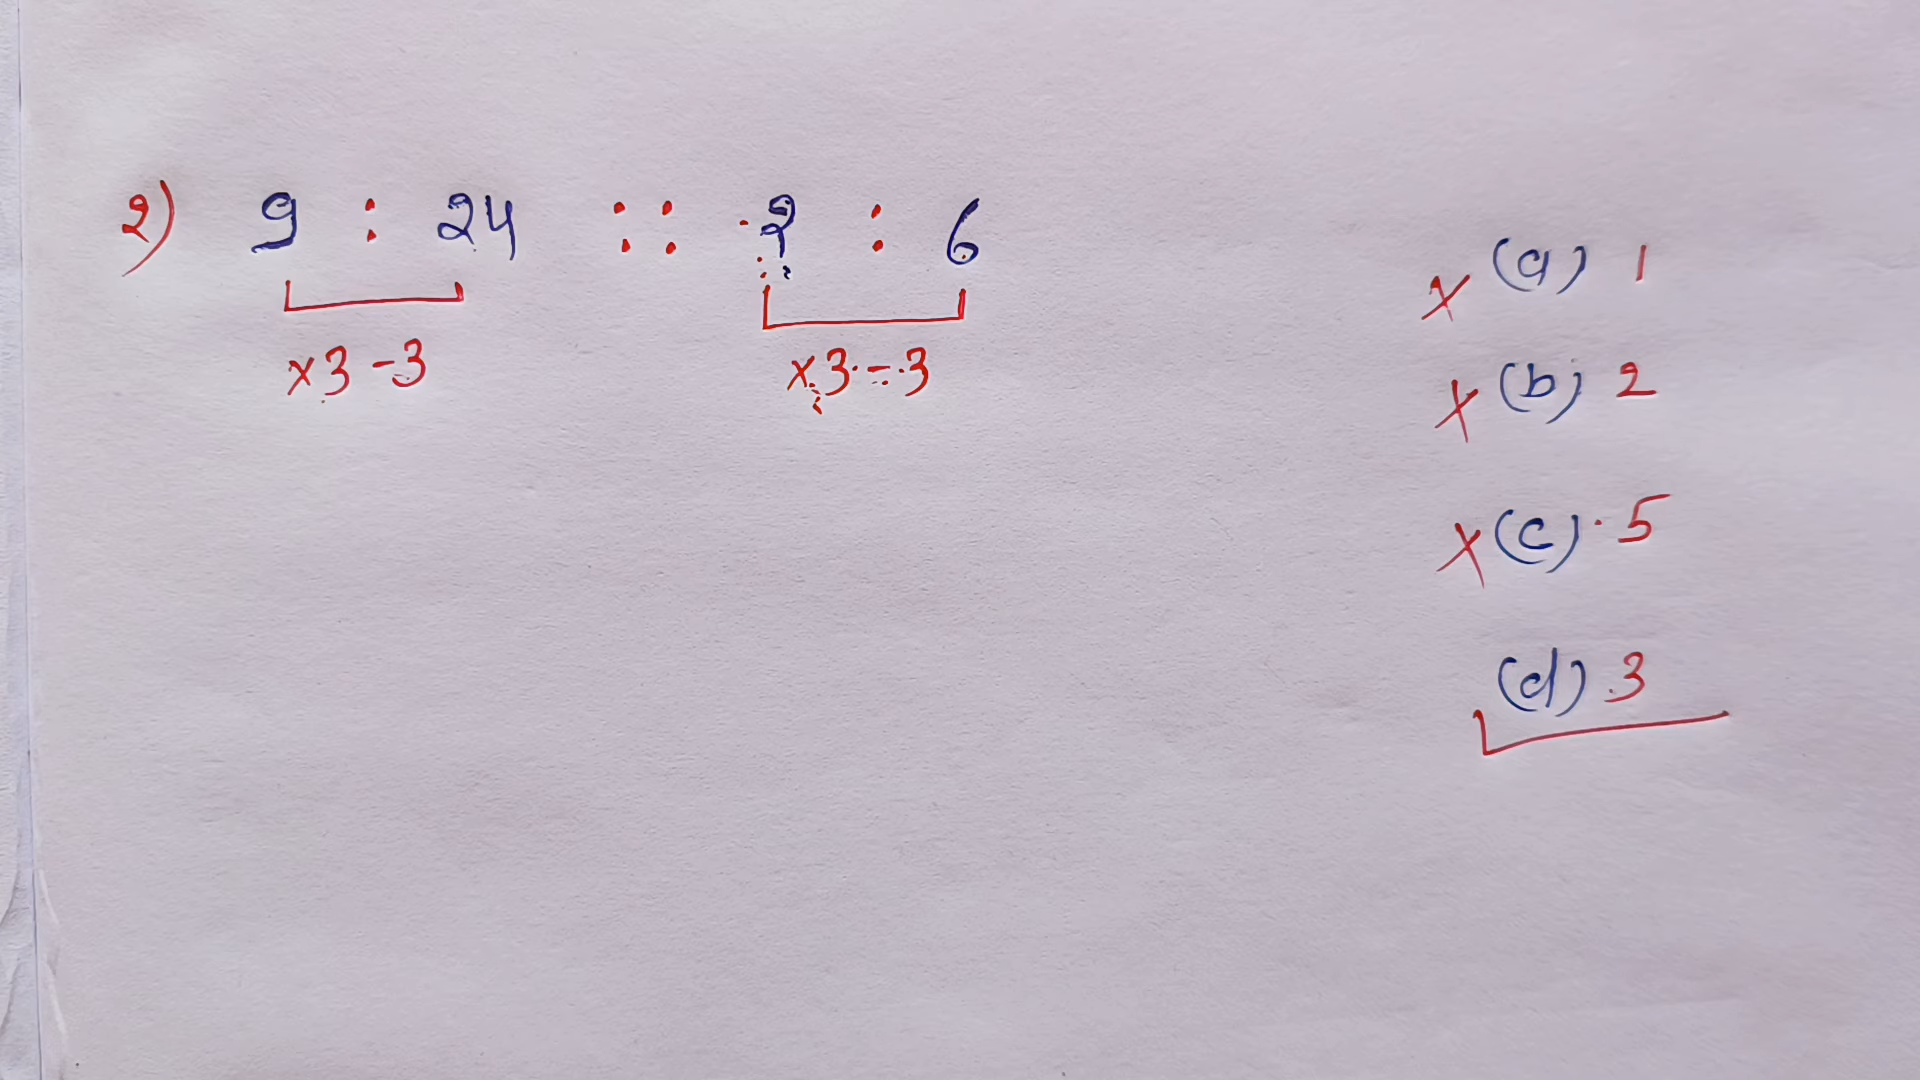 2) 9 : 24 :: ? : 6
×3 -3 ×3 -3
× (a) 1
× (b) 2
× (c) 5
(d) 3